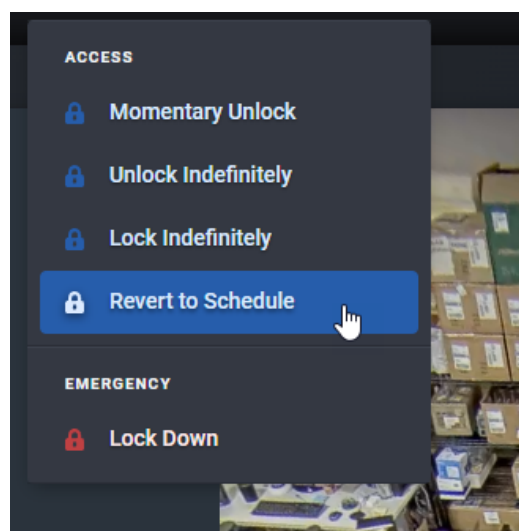 ACCESS
Momentary Unlock
Unlock Indefinitely
Lock Indefinitely
Revert to Schedule
EMERGENCY
Lock Down